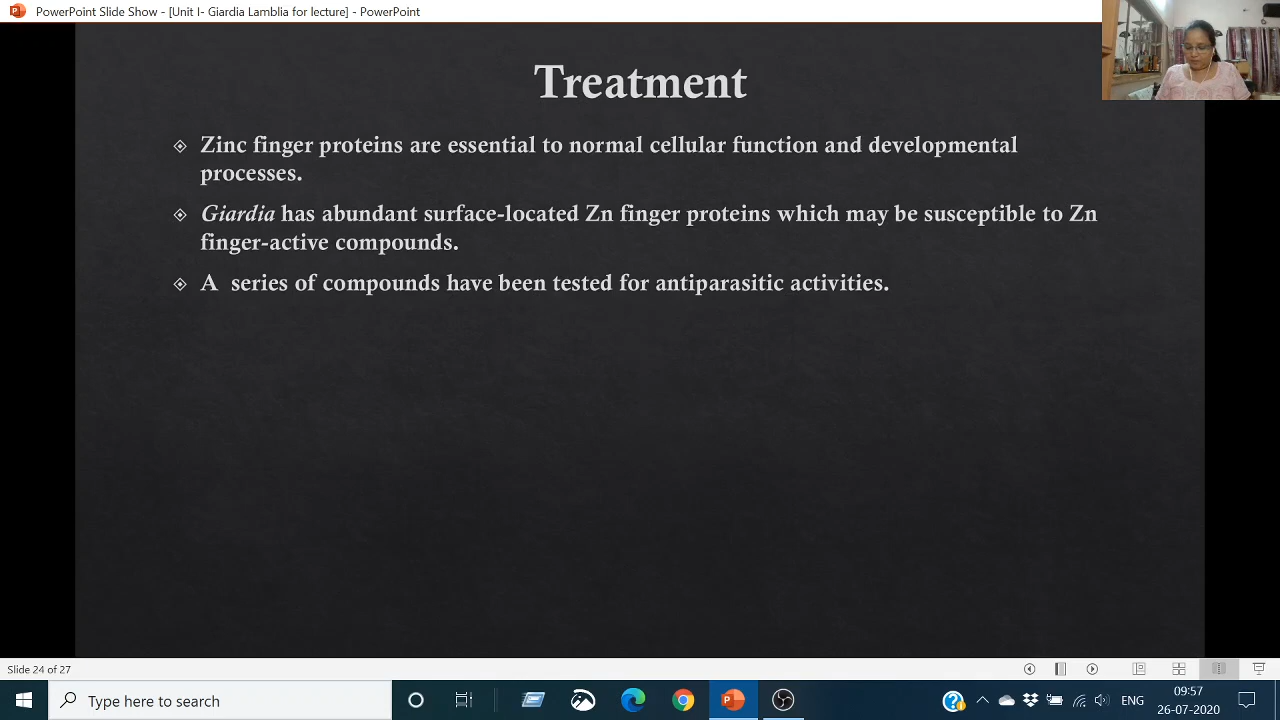 PowerPoint Slide Show - [Unit I- Giardia Lamblia for lecture] - PowerPoint
Treatment
Zinc finger proteins are essential to normal cellular function and developmental
processes.
Giardia has abundant surface-located Zn finger proteins which may be susceptible to Zn
finger-active compounds.
A series of compounds have been tested for antiparasitic activities.
Slide 24 of 27
Type here to search
ENG
09:57
26-07-2020